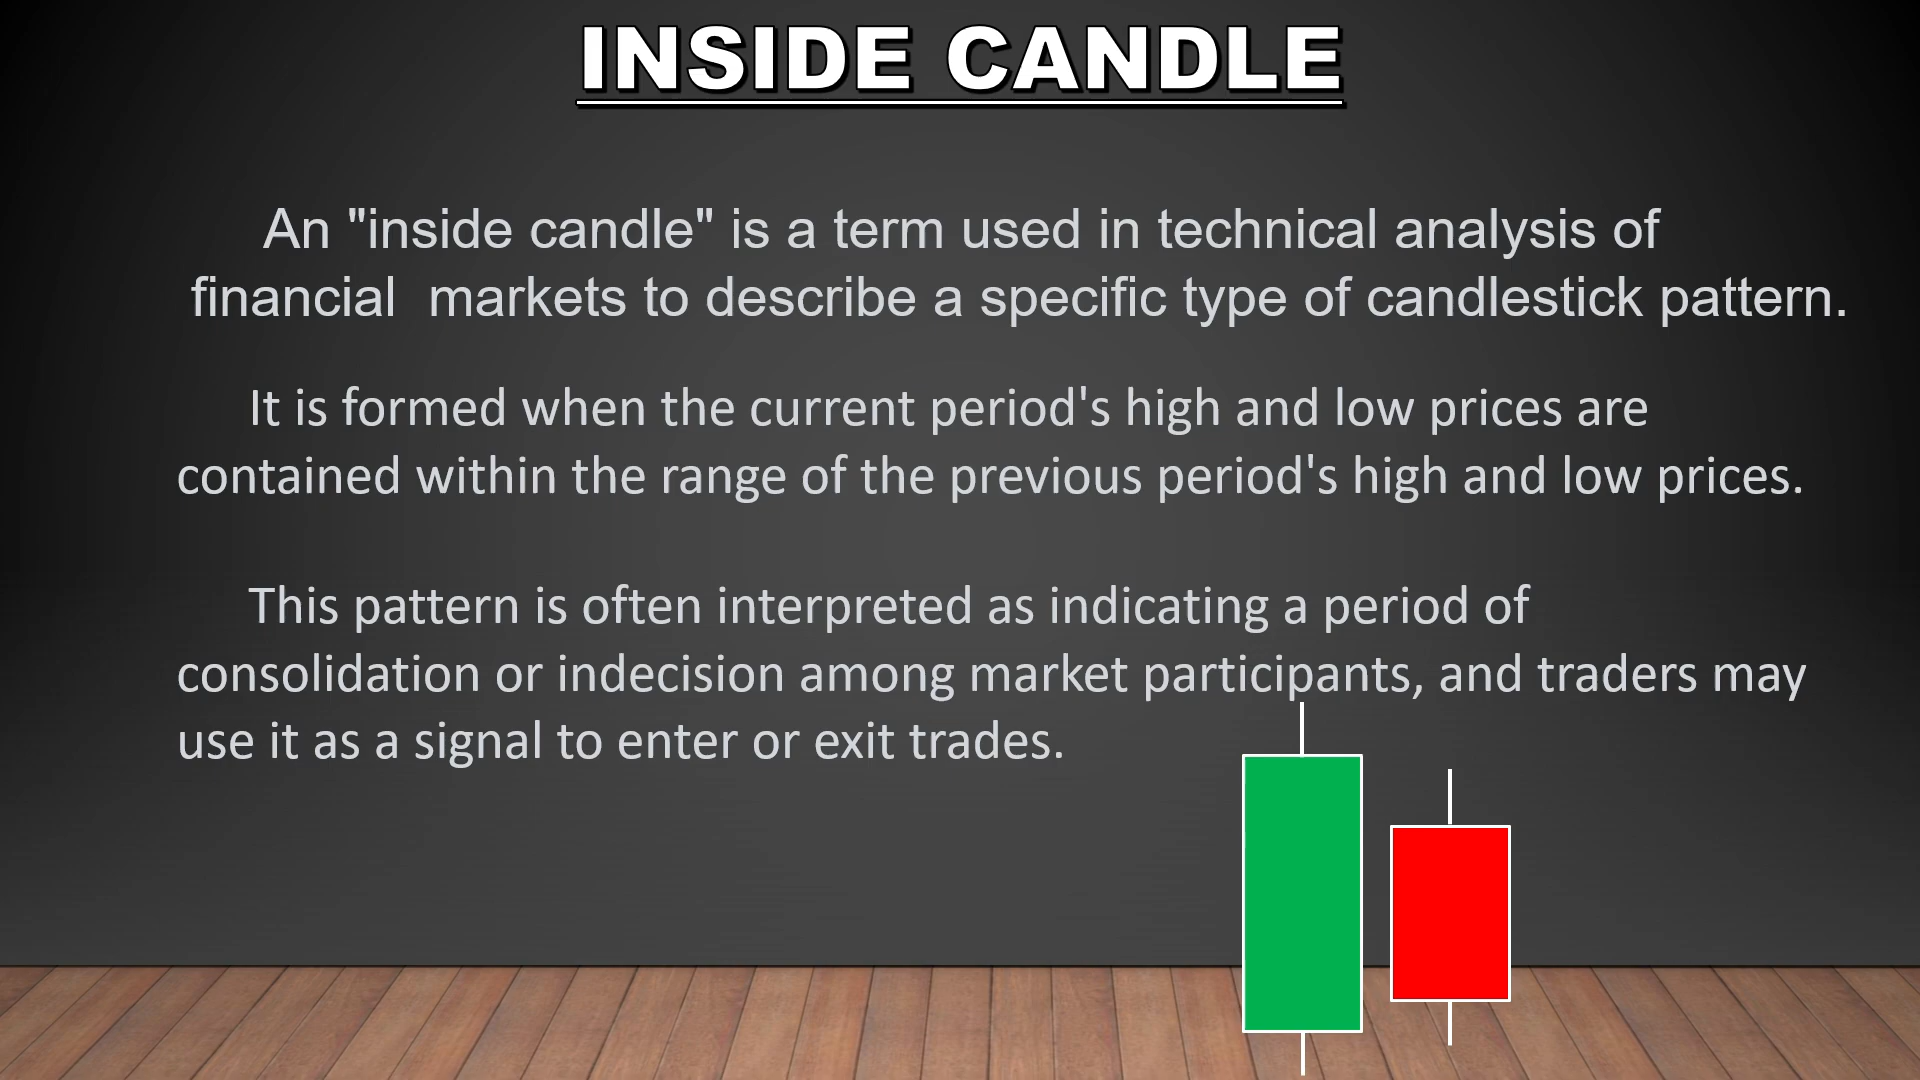 INSIDE CANDLE
An "inside candle" is a term used in technical analysis of
financial  markets to describe a specific type of candlestick pattern.
It is formed when the current period's high and low prices are
contained within the range of the previous period's high and low prices.
This pattern is often interpreted as indicating a period of
consolidation or indecision among market participants, and traders may
use it as a signal to enter or exit trades.